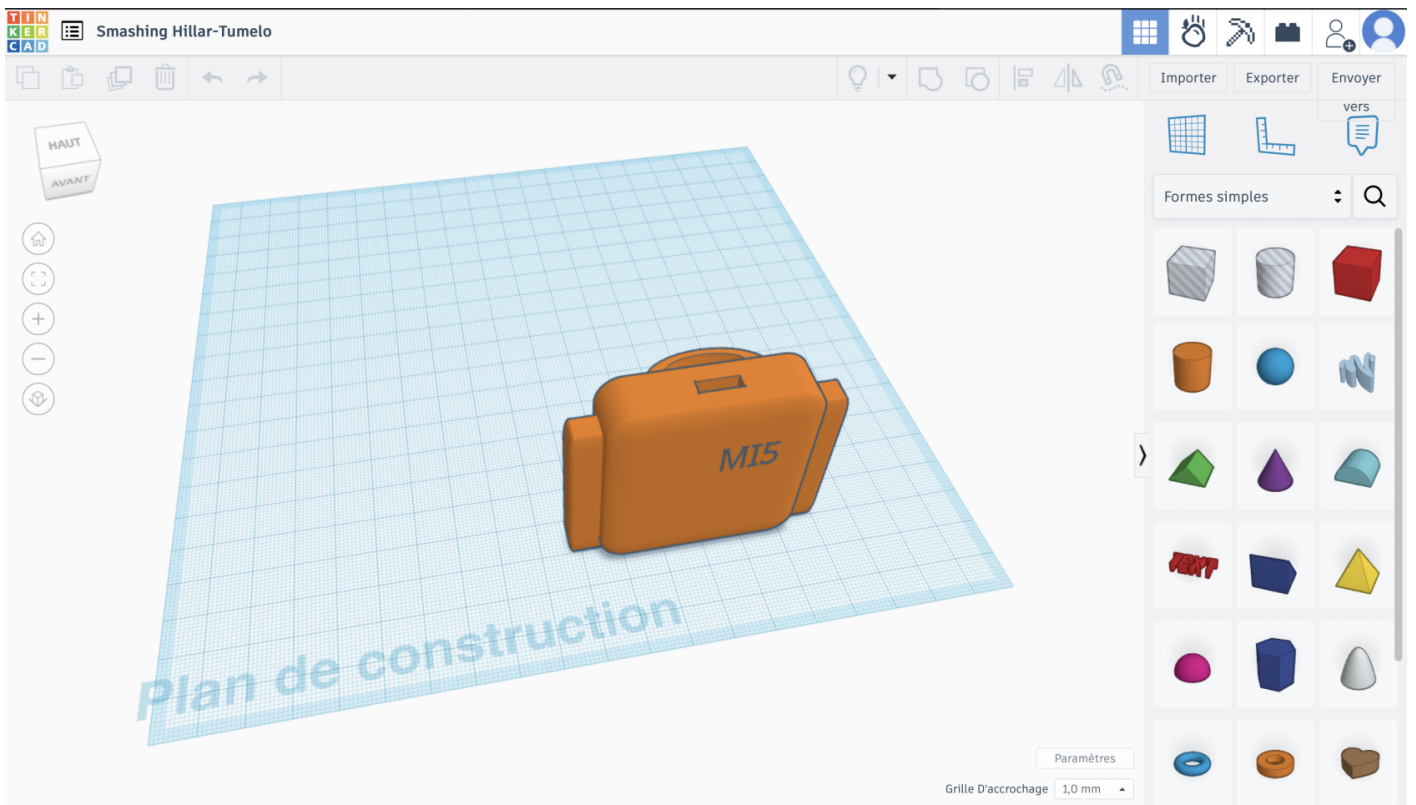 TIN
KER
CAD
Smashing Hillar-Tumelo
Importer
Exporter
Envoyer
vers
HAUT
AVANT
Formes simples
MI5
TEXT
Plan de construction
Paramètres
Grille D'accrochage
1,0 mm